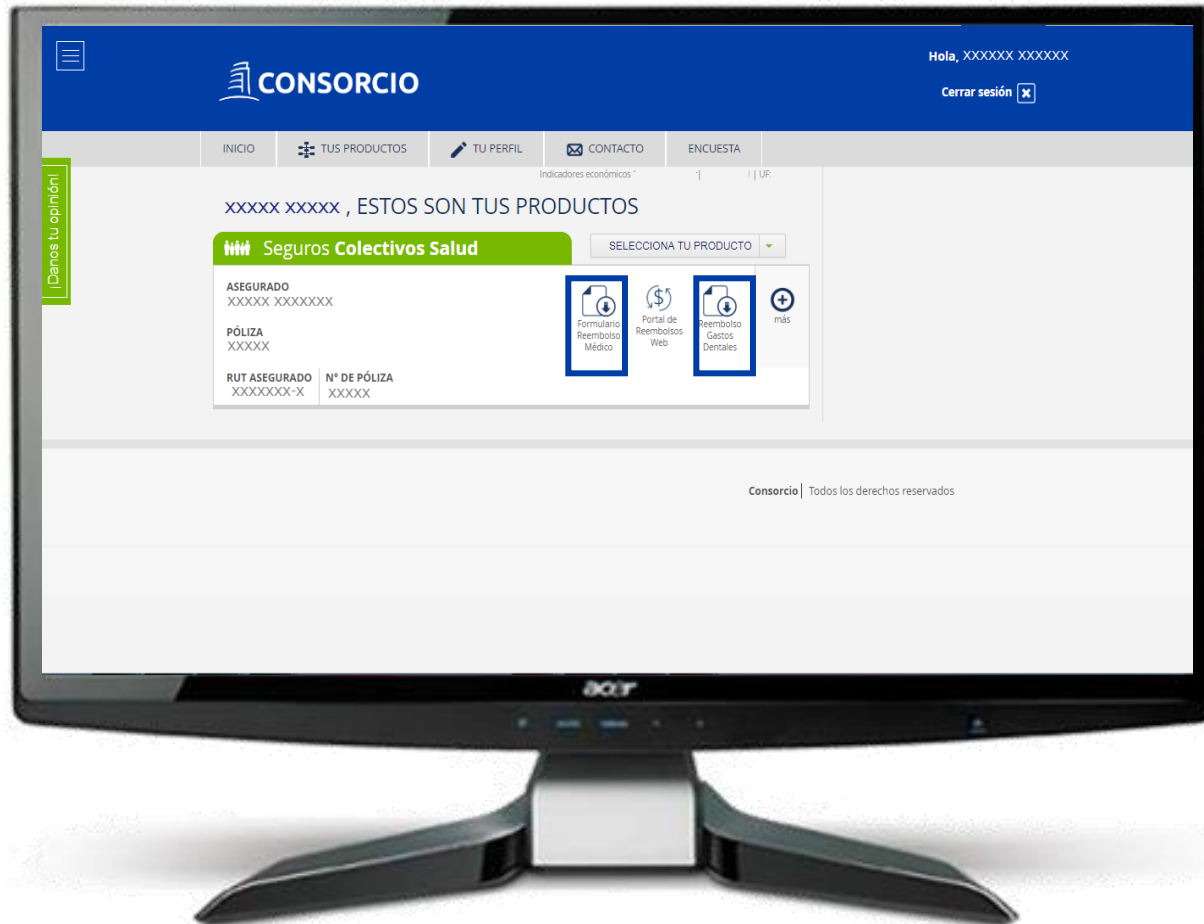 Hola, XXXXXX XXXXXX
CONSORCIO
Cerrar sesión
INICIO
TUS PRODUCTOS
TU PERFIL
CONTACTO
ENCUESTA
Indicadores económicos
UF:
¡Danos tu opinión!
xxxxx xxxxx , ESTOS SON TUS PRODUCTOS
Seguros Colectivos Salud
SELECCIONA TU PRODUCTO
ASEGURADO
XXXXX XXXXXXX
PÓLIZA
XXXXX
RUT ASEGURADO
XXXXXXX-X
N° DE PÓLIZA
XXXXX
Formulario
Reembolso
Médico
Portal de
Reembolsos
Web
Reembolso
Gastos
Dentales
más
Consorcio | Todos los derechos reservados
acer